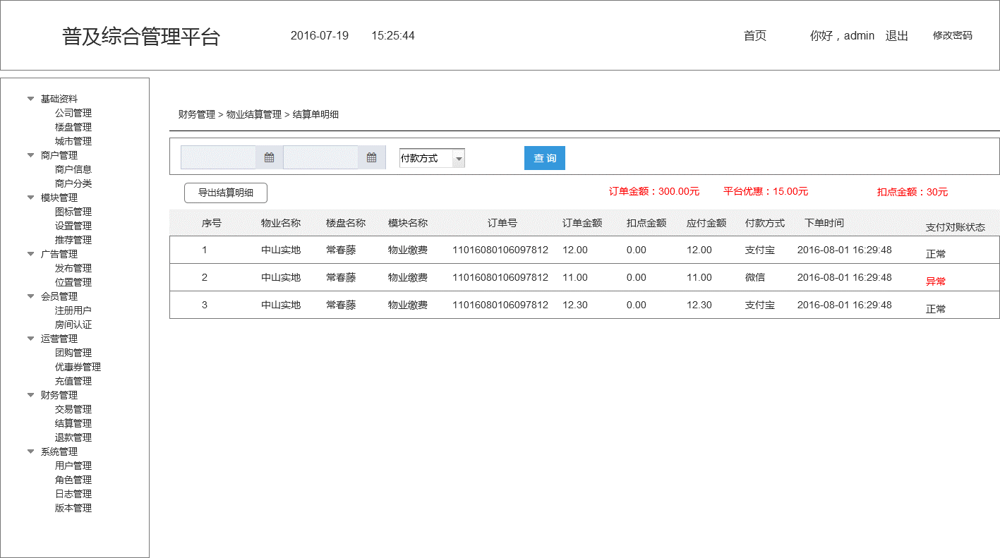 普及综合管理平台 2016-07-19 15:25:44 首页 你好，admin 退出 修改密码
基础资料
公司管理
楼盘管理
城市管理
商户管理
商户信息
商户分类
模块管理
图标管理
设置管理
推荐管理
广告管理
发布管理
位置管理
会员管理
注册用户
房间认证
运营管理
团购管理
优惠券管理
充值管理
财务管理
交易管理
结算管理
退款管理
系统管理
用户管理
角色管理
日志管理
版本管理
财务管理 > 物业结算管理 > 结算单明细
付款方式 查 询
导出结算明细 订单金额：300.00元 平台优惠：15.00元 扣点金额：30元
序号 物业名称 楼盘名称 模块名称 订单号 订单金额 扣点金额 应付金额 付款方式 下单时间 支付对账状态
1 中山实地 常春藤 物业缴费 11016080106097812 12.00 0.00 12.00 支付宝 2016-08-01 16:29:48 正常
2 中山实地 常春藤 物业缴费 11016080106097812 11.00 0.00 11.00 微信 2016-08-01 16:29:48 异常
3 中山实地 常春藤 物业缴费 11016080106097812 12.30 0.00 12.30 支付宝 2016-08-01 16:29:48 正常